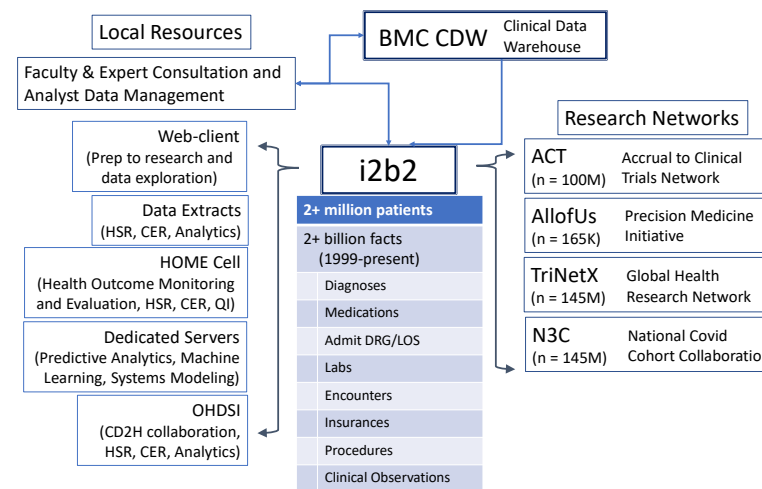 Local Resources
BMC CDW
Clinical Data
Warehouse
Faculty & Expert Consultation and
Analyst Data Management
Research Networks
Web-client
(Prep to research and
data exploration)
Data Extracts
(HSR, CER, Analytics)
HOME Cell
(Health Outcome Monitoring
and Evaluation, HSR, CER, QI)
Dedicated Servers
(Predictive Analytics, Machine
Learning, Systems Modeling)
OHDSI
(CD2H collaboration,
HSR, CER, Analytics)
i2b2
2+ million patients
2+ billion facts
(1999-present)
Diagnoses
Medications
Admit DRG/LOS
Labs
Encounters
Insurances
Procedures
Clinical Observations
ACT Accrual to Clinical
(n = 100M) Trials Network
AllofUs Precision Medicine
(n = 165K) Initiative
TriNetX Global Health
(n = 145M) Research Network
N3C National Covid
(n = 145M) Cohort Collaboratio